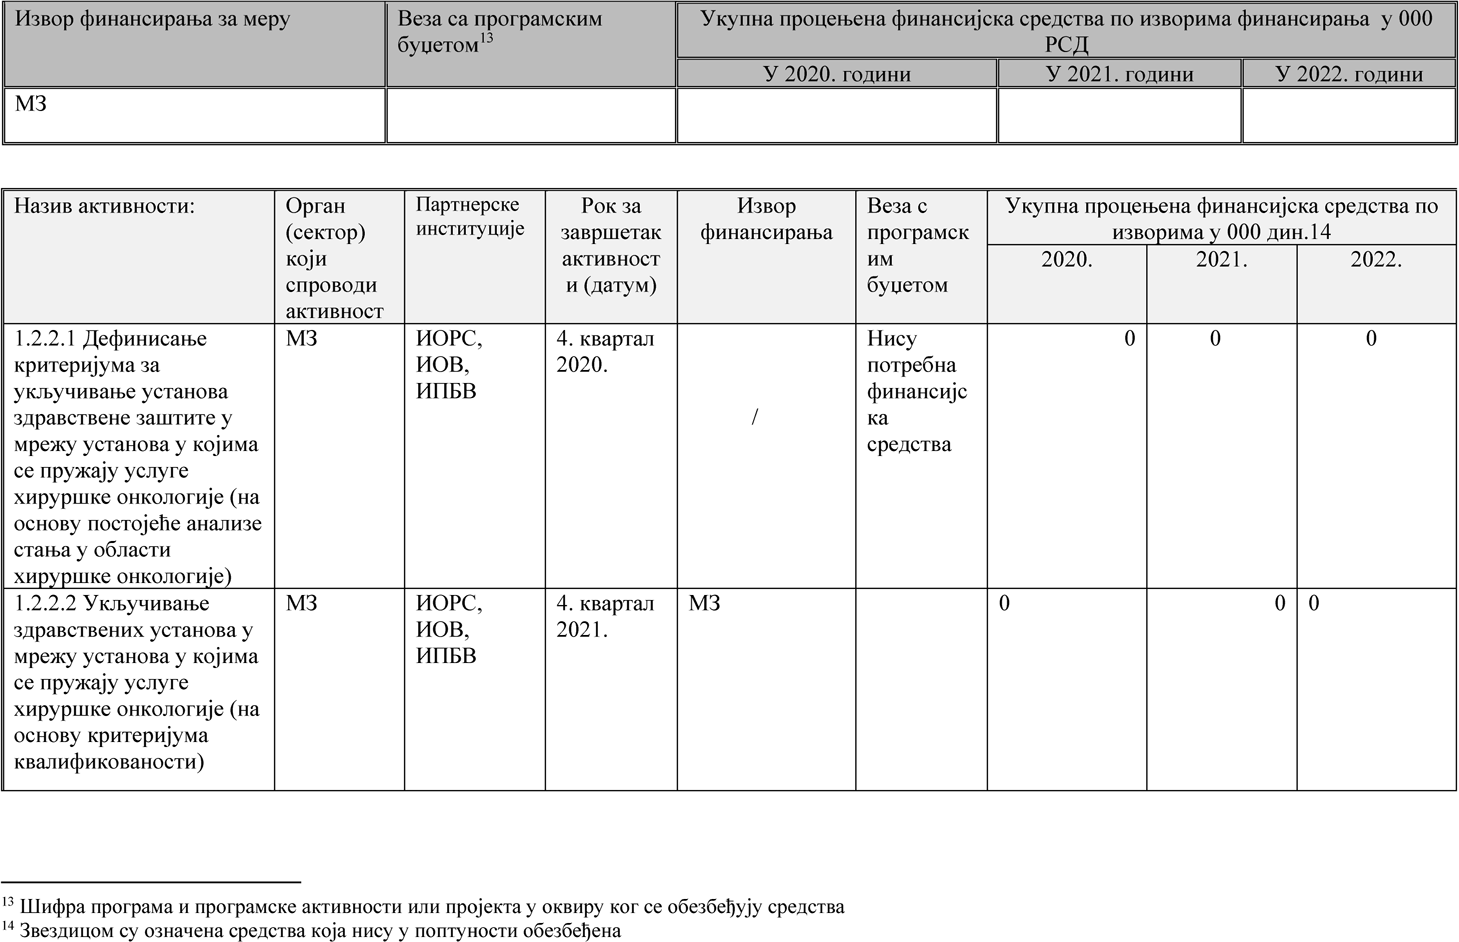 Извор финансирања за меру
Веза са програмским
буџетом13
Укупна процењена финансијска средства по изворима финансирања у 000
РСД
У 2020. години
У 2021. години
У 2022. години
МЗ
Назив активности:
Орган
(сектор)
који
спроводи
активност
Партнерске
институције
Рок за
завршетак
активност
и (датум)
Извор
финансирања
Веза с
програмск
им
буџетом
Укупна процењена финансијска средства по
изворима у 000 дин.14
2020.
2021.
2022.
1.2.2.1 Дефинисање
критеријума за
укључивање установа
здравствене заштите у
мрежу установа у којима
се пружају услуге
хируршке онкологије (на
основу постојеће анализе
стања у области
хируршке онкологије)
МЗ
ИОРС,
ИОВ,
ИПБВ
4. квартал
2020.
/
Нису
потребна
финансијс
ка
средства
0
0
0
1.2.2.2 Укључивање
здравствених установа у
мрежу установа у којима
се пружају услуге
хируршке онкологије (на
основу критеријума
квалификованости)
МЗ
ИОРС,
ИОВ,
ИПБВ
4. квартал
2021.
МЗ
0
0
0
13 Шифра програма и програмске активности или пројекта у оквиру ког се обезбеђују средства
14 Звездицом су означена средства која нису у поптуности обезбеђена